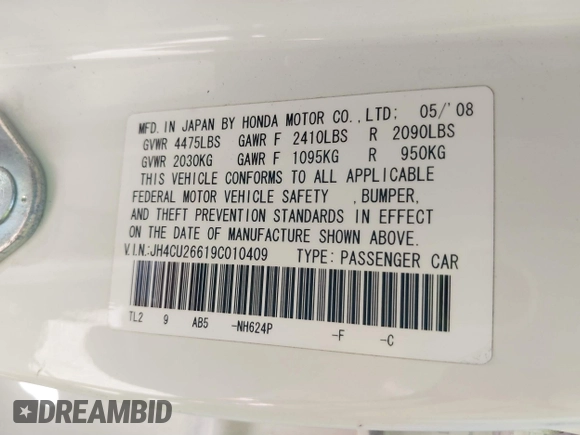 MFD. IN JAPAN BY HONDA MOTOR CO., LTD: 05/'08
GVWR 4475LBS GAWR F 2410LBS R 2090LBS
GVWR 2030KG GAWR F 1095KG R 950KG
THIS VEHICLE CONFORMS TO ALL APPLICABLE
FEDERAL MOTOR VEHICLE SAFETY , BUMPER,
AND THEFT PREVENTION STANDARDS IN EFFECT
ON THE DATE OF MANUFACTURE SHOWN ABOVE.
V.I.N:JH4CU26619C010409 TYPE: PASSENGER CAR
TL2 9 AB5 -NH624P -F -C
DREAMBID